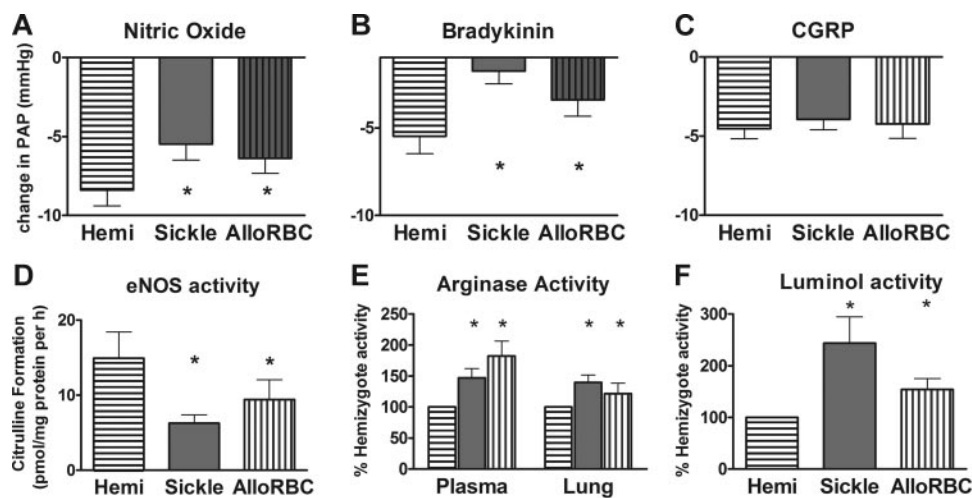 A
Nitric Oxide
change in PAP (mmHg)
0
-5
-10
*
*
Hemi
Sickle
AlloRBC
B
Bradykinin
-5
-10
*
*
Hemi
Sickle
AlloRBC
C
CGRP
0
-5
-10
Hemi
Sickle
AlloRBC
D
eNOS activity
Citrulline Formation
(pmol/mg protein per h)
20
10
0
*
*
Hemi
Sickle
AlloRBC
E
Arginase Activity
% Hemizygote activity
250
200
150
100
50
0
*
*
*
*
Plasma
Lung
F
Luminol activity
% Hemizygote activity
300
200
100
0
*
*
Hemi
Sickle
AlloRBC